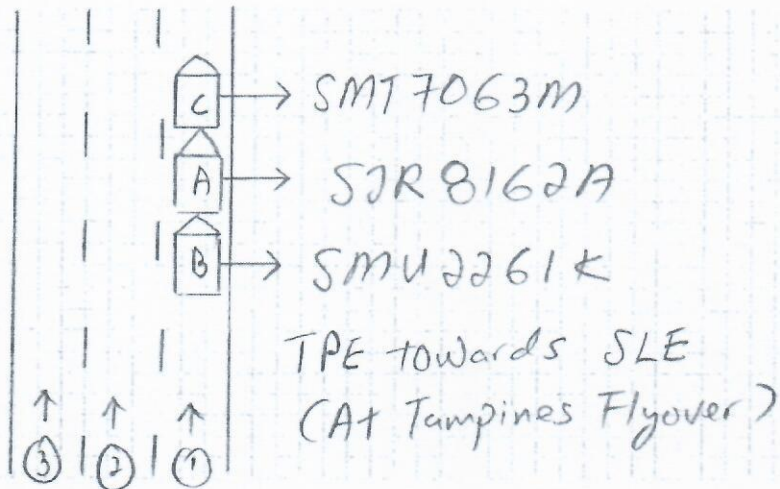 C → SMT7063M
A → SJR8162A
B → SMU2261K
TPE towards SLE
(At Tampines Flyover)
③ ② ①